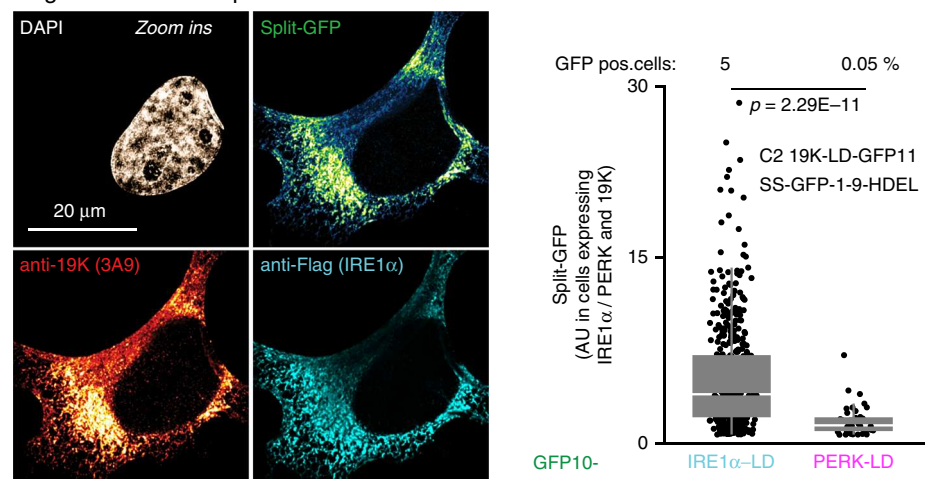 DAPI
Zoom ins
Split-GFP
20 μm
anti-19K (3A9)
anti-Flag (IRE1α)
GFP pos.cells: 5 0.05 %
30
p = 2.29E–11
C2 19K-LD-GFP11
SS-GFP-1-9-HDEL
Split-GFP
(AU in cells expressing
IRE1α / PERK and 19K)
15
0
GFP10- IRE1α–LD PERK-LD